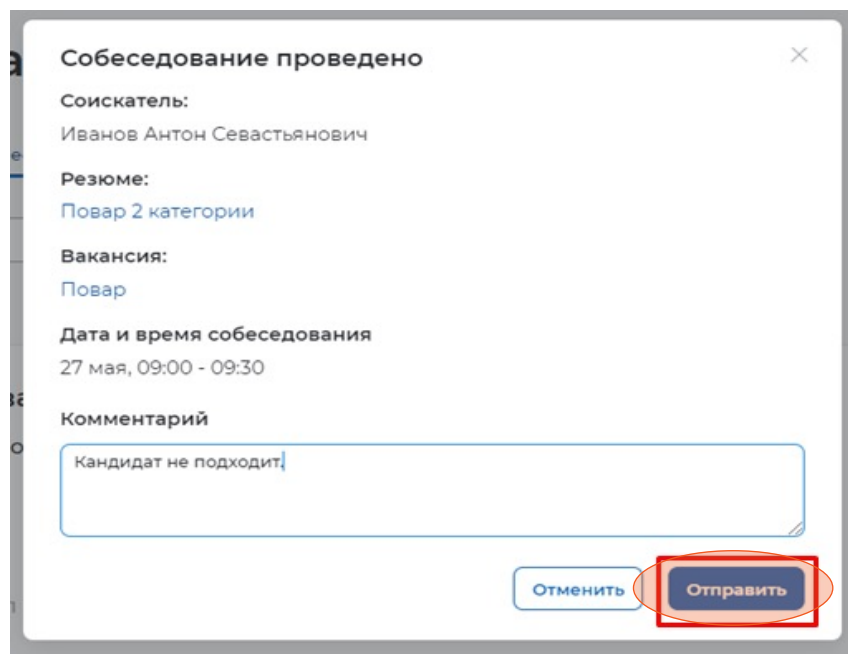 Собеседование проведено
Соискатель:
Иванов Антон Севастьянович
Резюме:
Повар 2 категории
Вакансия:
Повар
Дата и время собеседования
27 мая, 09:00 - 09:30
Комментарий
Кандидат не подходит.
Отменить
Отправить